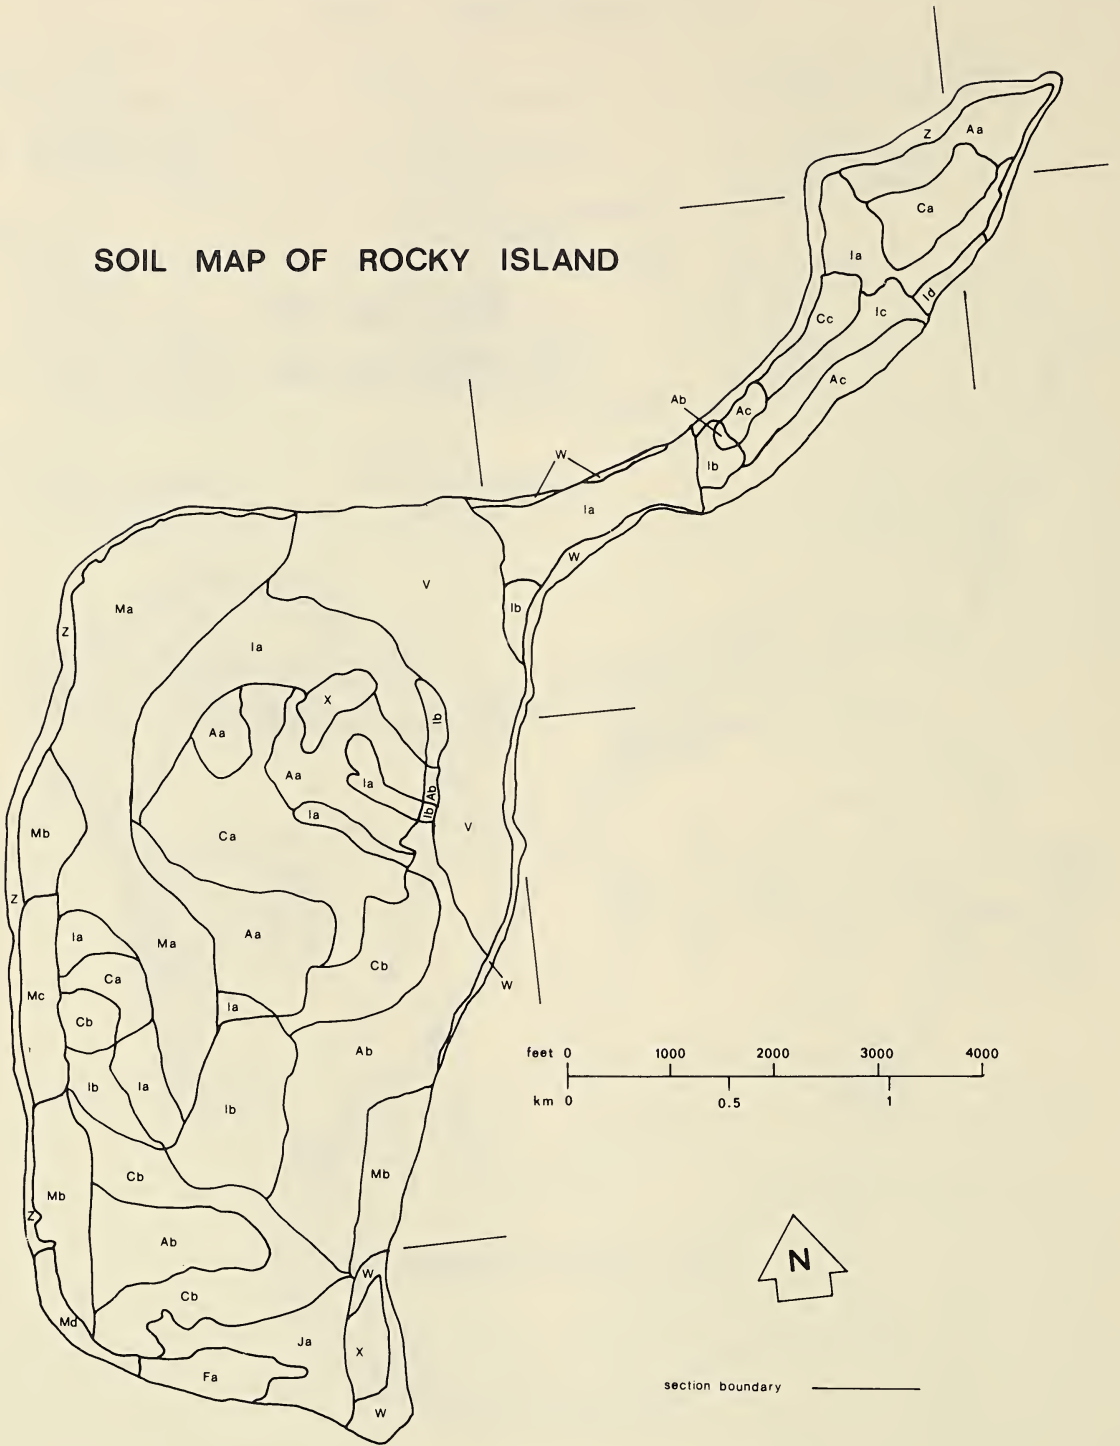 Z
Aa
Ca
SOIL MAP OF ROCKY ISLAND
Ia
Id
Cc
Ic
Ac
Ab
Ac
W
Ib
Ia
W
V
Ib
Ma
Z
Ia
X
Ib
Aa
Aa
Ia
Ab
Ib
Ia
V
Mb
Ca
Z
Aa
Ia
Ma
Cb
Ca
W
Mc
Ia
Cb
Ab
feet 0 1000 2000 3000 4000
km 0 0.5 1
Ib
Ia
Ib
Cb
Mb
Mb
Z
Ab
N
W
Cb
Md
Ja
X
Fa
section boundary
W